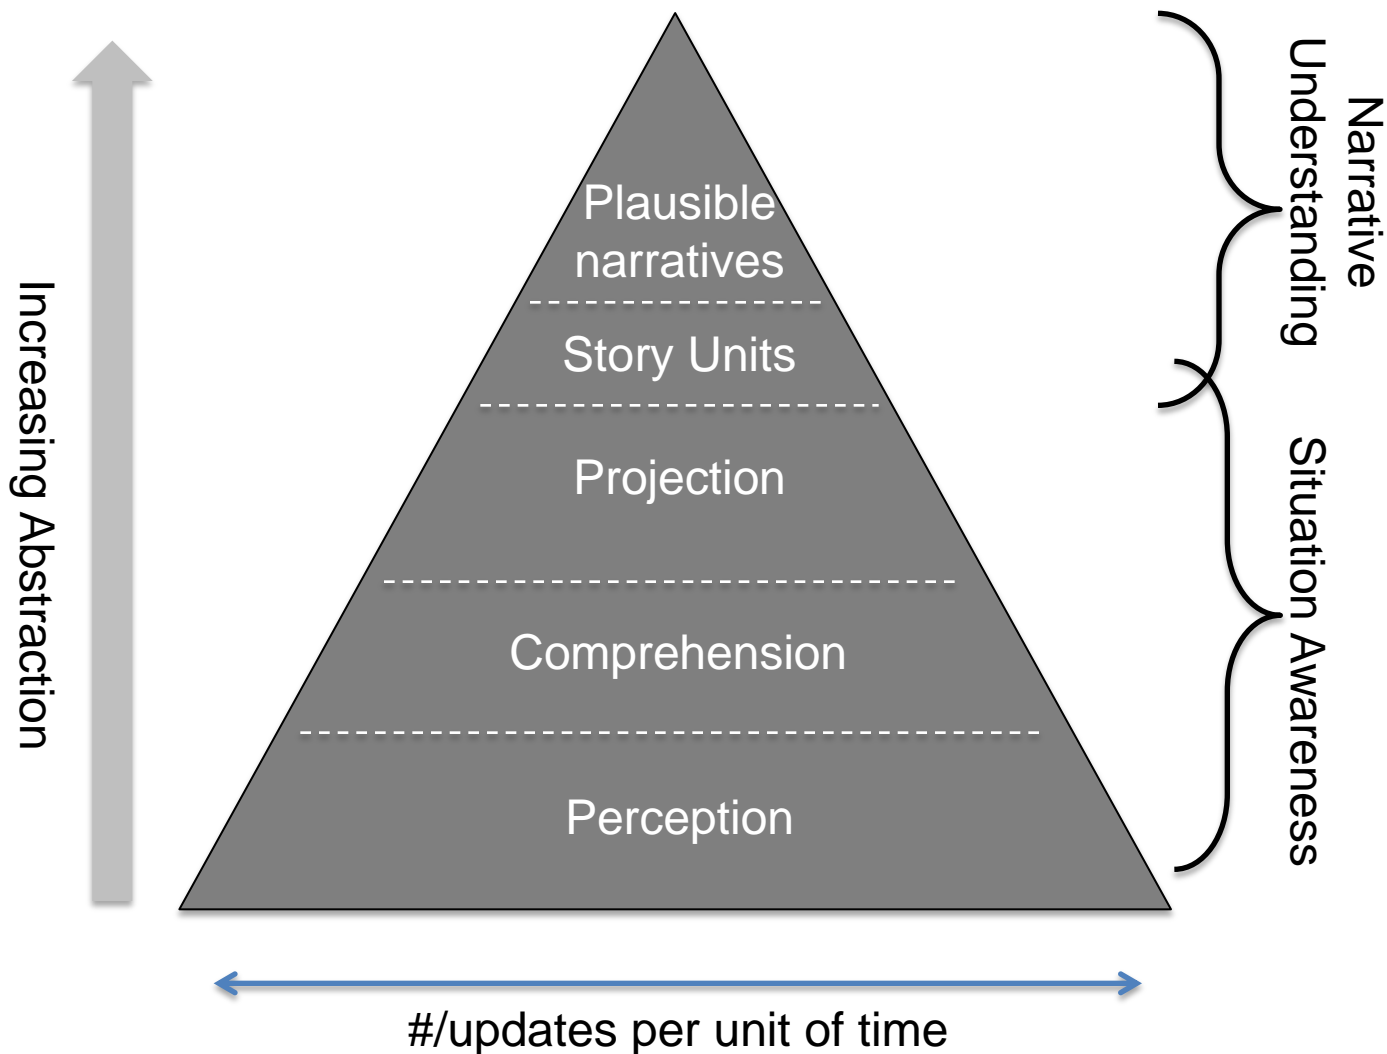 Narrative
Understanding
Plausible
narratives
Story Units
Increasing Abstraction
Projection
Situation Awareness
Comprehension
Perception
#/updates per unit of time